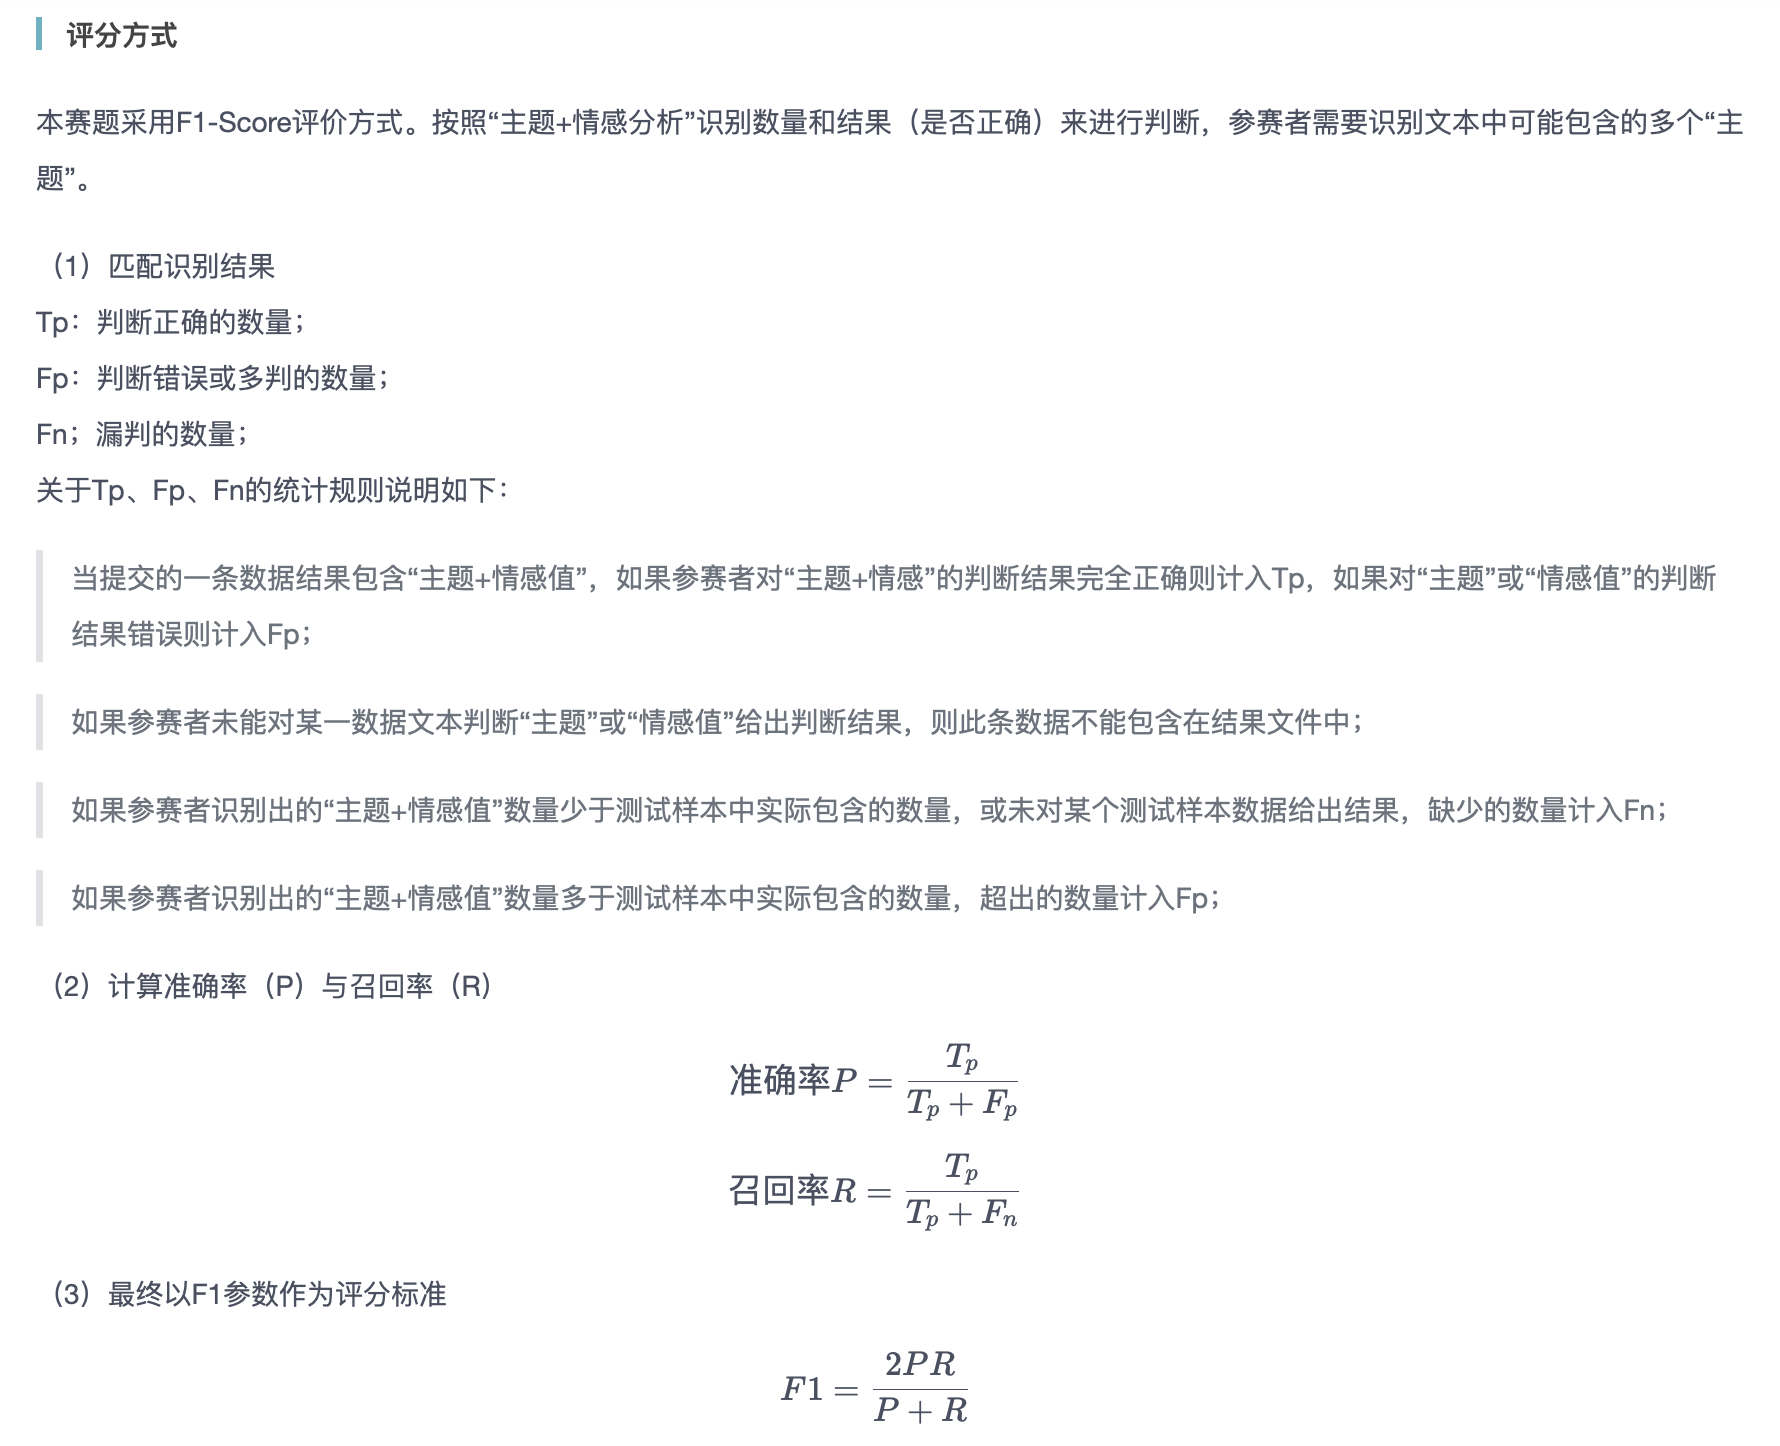 评分方式
本赛题采用F1-Score评价方式。按照“主题+情感分析”识别数量和结果（是否正确）来进行判断，参赛者需要识别文本中可能包含的多个“主
题”。
（1）匹配识别结果
Tp：判断正确的数量；
Fp：判断错误或多判的数量；
Fn；漏判的数量；
关于Tp、Fp、Fn的统计规则说明如下：
当提交的一条数据结果包含“主题+情感值”，如果参赛者对“主题+情感”的判断结果完全正确则计入Tp，如果对“主题”或“情感值”的判断
结果错误则计入Fp；
如果参赛者未能对某一数据文本判断“主题”或“情感值”给出判断结果，则此条数据不能包含在结果文件中；
如果参赛者识别出的“主题+情感值”数量少于测试样本中实际包含的数量，或未对某个测试样本数据给出结果，缺少的数量计入Fn；
如果参赛者识别出的“主题+情感值”数量多于测试样本中实际包含的数量，超出的数量计入Fp；
（2）计算准确率（P）与召回率（R）
准确率P = \frac{T_p}{T_p + F_p}
召回率R = \frac{T_p}{T_p + F_n}
（3）最终以F1参数作为评分标准
F1 = \frac{2PR}{P + R}